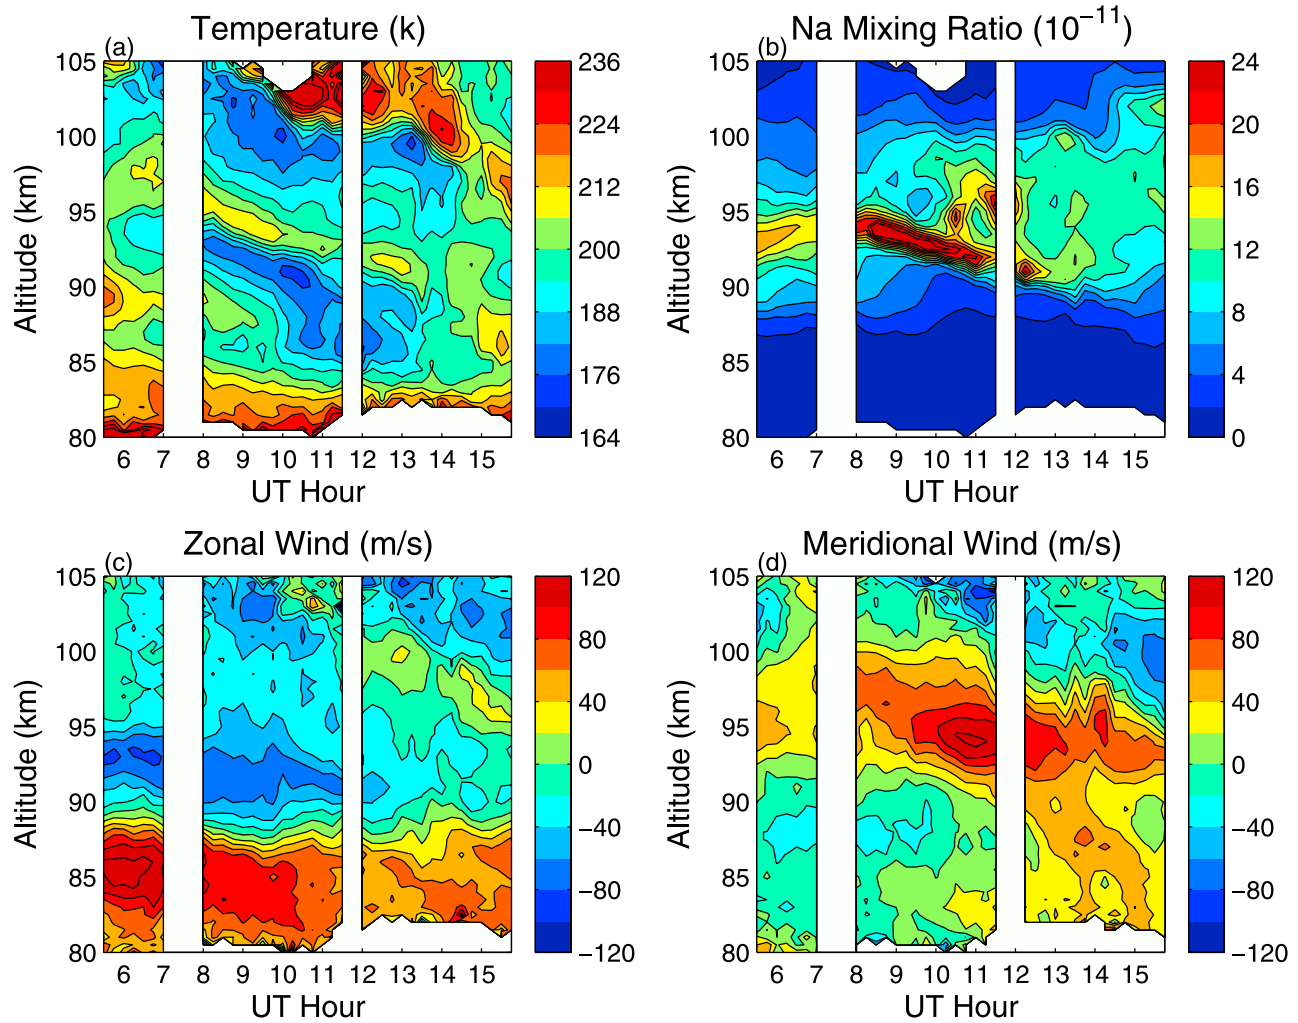 Temperature (k)
(a)
105
100
95
90
85
80
Altitude (km)
6 7 8 9 10 11 12 13 14 15
UT Hour
236
224
212
200
188
176
164
Na Mixing Ratio (10⁻¹¹)
(b)
105
100
95
90
85
80
Altitude (km)
6 7 8 9 10 11 12 13 14 15
UT Hour
24
20
16
12
8
4
0
Zonal Wind (m/s)
(c)
105
100
95
90
85
80
Altitude (km)
6 7 8 9 10 11 12 13 14 15
UT Hour
120
80
40
0
−40
−80
−120
Meridional Wind (m/s)
(d)
105
100
95
90
85
80
Altitude (km)
6 7 8 9 10 11 12 13 14 15
UT Hour
120
80
40
0
−40
−80
−120